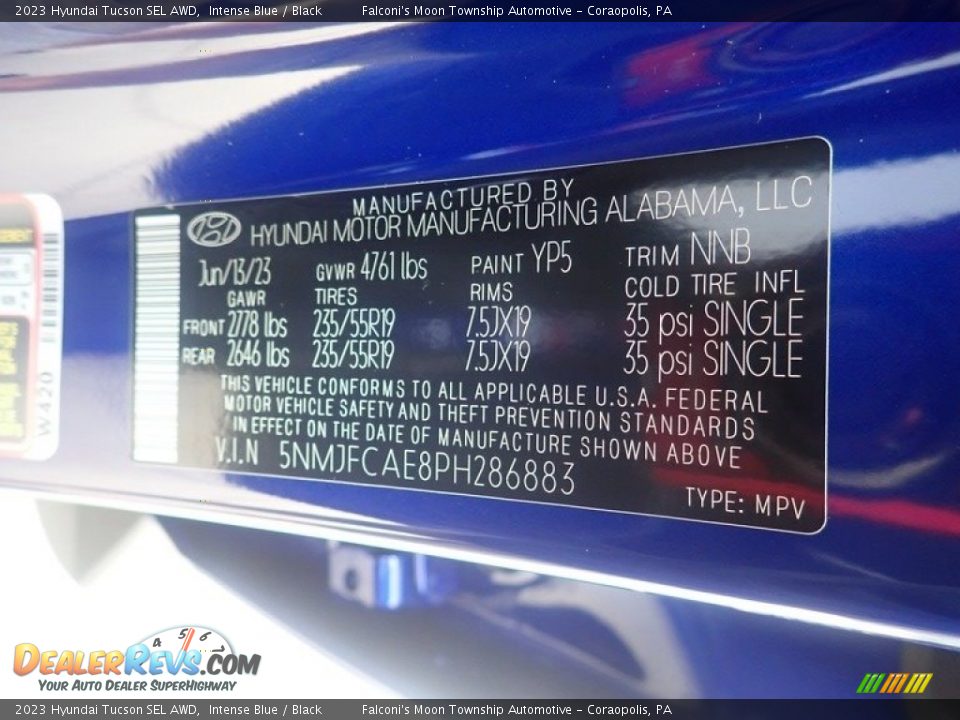 2023 Hyundai Tucson SEL AWD, Intense Blue / Black Falconi's Moon Township Automotive - Coraopolis, PA
MANUFACTURED BY
HYUNDAI MOTOR MANUFACTURING ALABAMA, LLC
Jun/13/23 GVWR 4761 lbs PAINT YP5 TRIM NNB
GAWR TIRES RIMS COLD TIRE INFL
FRONT 2778 lbs 235/55R19 7.5JX19 35 psi SINGLE
REAR 2646 lbs 235/55R19 7.5JX19 35 psi SINGLE
THIS VEHICLE CONFORMS TO ALL APPLICABLE U.S.A. FEDERAL
MOTOR VEHICLE SAFETY AND THEFT PREVENTION STANDARDS
IN EFFECT ON THE DATE OF MANUFACTURE SHOWN ABOVE
V.I.N 5NMJFCAE8PH286883
TYPE: MPV
W420
4 5 6
DEALERREVS.COM
YOUR AUTO DEALER SUPERHIGHWAY
2023 Hyundai Tucson SEL AWD, Intense Blue / Black Falconi's Moon Township Automotive - Coraopolis, PA